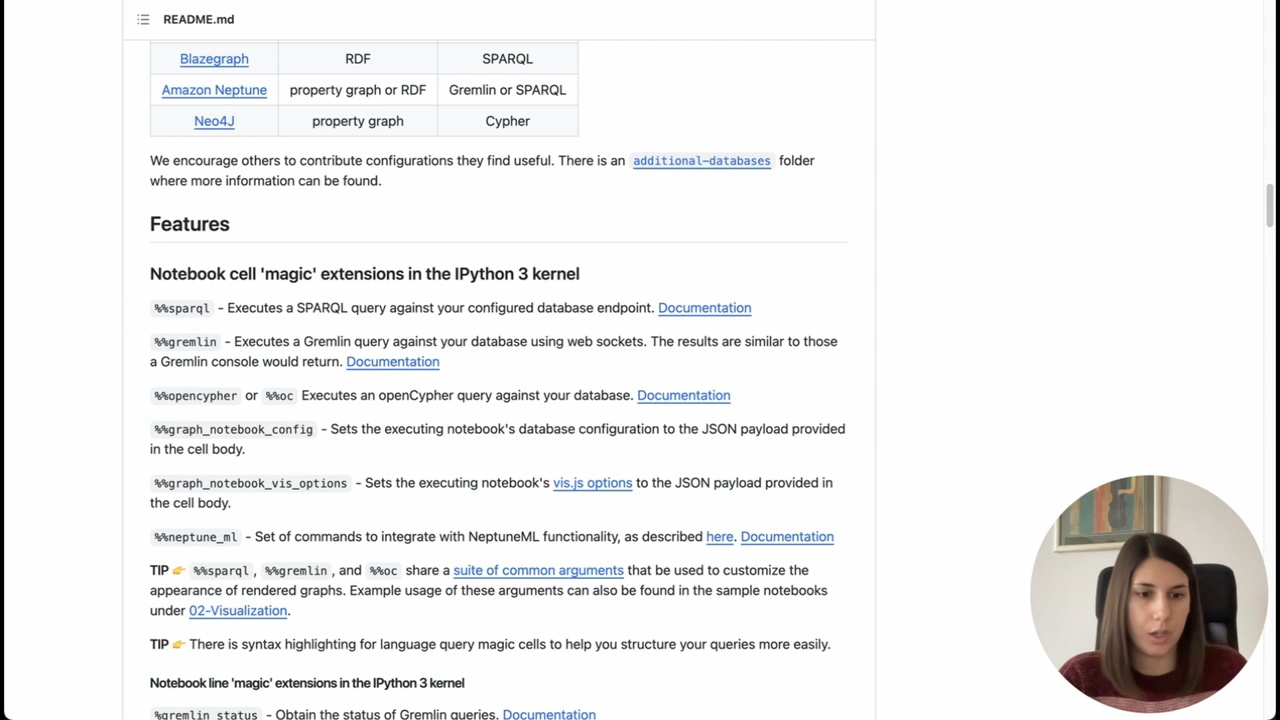 README.md
Blazegraph RDF SPARQL
Amazon Neptune property graph or RDF Gremlin or SPARQL
Neo4J property graph Cypher
We encourage others to contribute configurations they find useful. There is an additional-databases folder
where more information can be found.
Features
Notebook cell 'magic' extensions in the IPython 3 kernel
%%sparql - Executes a SPARQL query against your configured database endpoint. Documentation
%%gremlin - Executes a Gremlin query against your database using web sockets. The results are similar to those
a Gremlin console would return. Documentation
%%opencypher or %%oc Executes an openCypher query against your database. Documentation
%%graph_notebook_config - Sets the executing notebook's database configuration to the JSON payload provided
in the cell body.
%%graph_notebook_vis_options - Sets the executing notebook's vis.js options to the JSON payload provided in
the cell body.
%%neptune_ml - Set of commands to integrate with NeptuneML functionality, as described here. Documentation
TIP 👉 %%sparql, %%gremlin, and %%oc share a suite of common arguments that be used to customize the
appearance of rendered graphs. Example usage of these arguments can also be found in the sample notebooks
under 02-Visualization.
TIP 👉 There is syntax highlighting for language query magic cells to help you structure your queries more easily.
Notebook line 'magic' extensions in the IPython 3 kernel
%gremlin_status - Obtain the status of Gremlin queries. Documentation